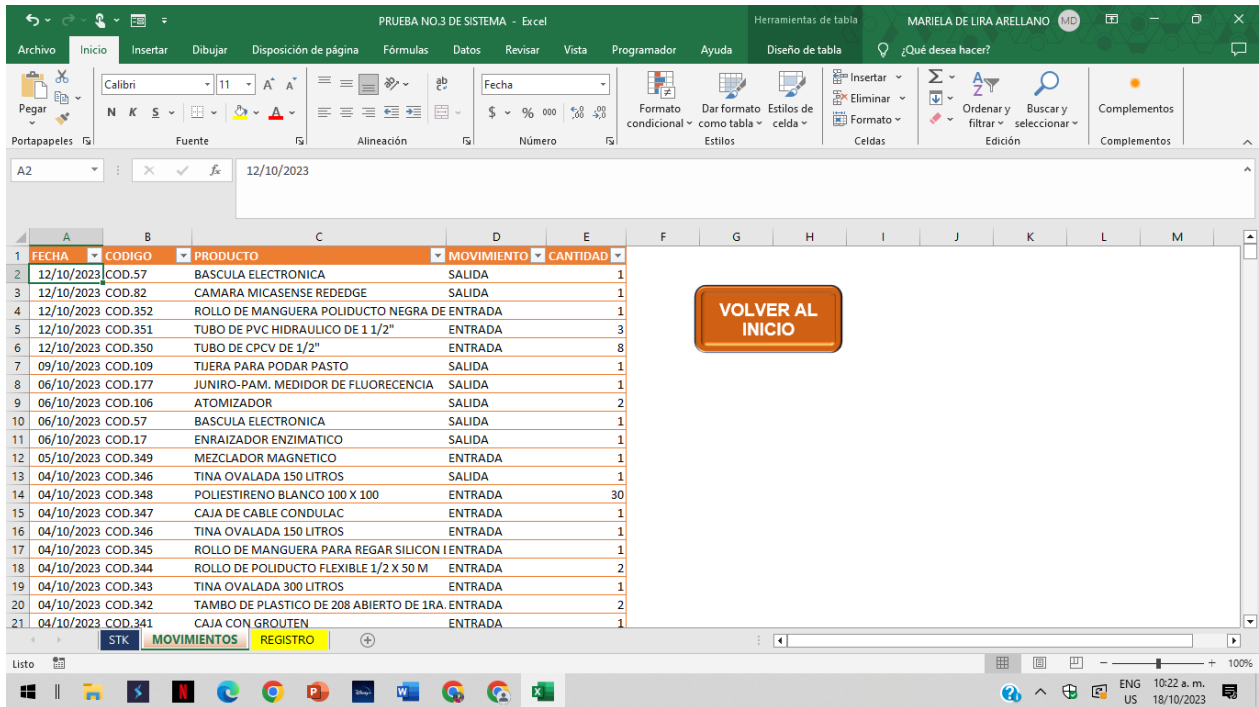 PRUEBA NO.3 DE SISTEMA - Excel
Herramientas de tabla
MARIELA DE LIRA ARELLANO MD
Archivo Inicio Insertar Dibujar Disposición de página Fórmulas Datos Revisar Vista Programador Ayuda Diseño de tabla ¿Qué desea hacer?
Pegar
Portapapeles
Calibri 11
N K S
Fuente
Alineación
Fecha
$ % 000
Número
Formato condicional
Dar formato como tabla
Estilos de celda
Estilos
Insertar
Eliminar
Formato
Celdas
Ordenar y filtrar
Buscar y seleccionar
Edición
Complementos
Complementos
A2 fx 12/10/2023
A B C D E F G H I J K L M
1 FECHA CODIGO PRODUCTO MOVIMIENTO CANTIDAD
2 12/10/2023 COD.57 BASCULA ELECTRONICA SALIDA 1
3 12/10/2023 COD.82 CAMARA MICASENSE REDEDGE SALIDA 1
4 12/10/2023 COD.352 ROLLO DE MANGUERA POLIDUCTO NEGRA DE ENTRADA 1
5 12/10/2023 COD.351 TUBO DE PVC HIDRAULICO DE 1 1/2" ENTRADA 3
6 12/10/2023 COD.350 TUBO DE CPCV DE 1/2" ENTRADA 8
7 09/10/2023 COD.109 TIJERA PARA PODAR PASTO SALIDA 1
8 06/10/2023 COD.177 JUNIRO-PAM. MEDIDOR DE FLUORECENCIA SALIDA 1
9 06/10/2023 COD.106 ATOMIZADOR SALIDA 2
10 06/10/2023 COD.57 BASCULA ELECTRONICA SALIDA 1
11 06/10/2023 COD.17 ENRAIZADOR ENZIMATICO SALIDA 1
12 05/10/2023 COD.349 MEZCLADOR MAGNETICO ENTRADA 1
13 04/10/2023 COD.346 TINA OVALADA 150 LITROS SALIDA 1
14 04/10/2023 COD.348 POLIESTIRENO BLANCO 100 X 100 ENTRADA 30
15 04/10/2023 COD.347 CAJA DE CABLE CONDULAC ENTRADA 1
16 04/10/2023 COD.346 TINA OVALADA 150 LITROS ENTRADA 1
17 04/10/2023 COD.345 ROLLO DE MANGUERA PARA REGAR SILICON ENTRADA 1
18 04/10/2023 COD.344 ROLLO DE POLIDUCTO FLEXIBLE 1/2 X 50 M ENTRADA 2
19 04/10/2023 COD.343 TINA OVALADA 300 LITROS ENTRADA 1
20 04/10/2023 COD.342 TAMBO DE PLASTICO DE 208 ABIERTO DE 1RA. ENTRADA 2
21 04/10/2023 COD.341 CAJA CON GROUTEN ENTRADA 1
VOLVER AL
INICIO
STK MOVIMIENTOS REGISTRO
Listo 100%
ENG 10:22 a. m.
US 18/10/2023